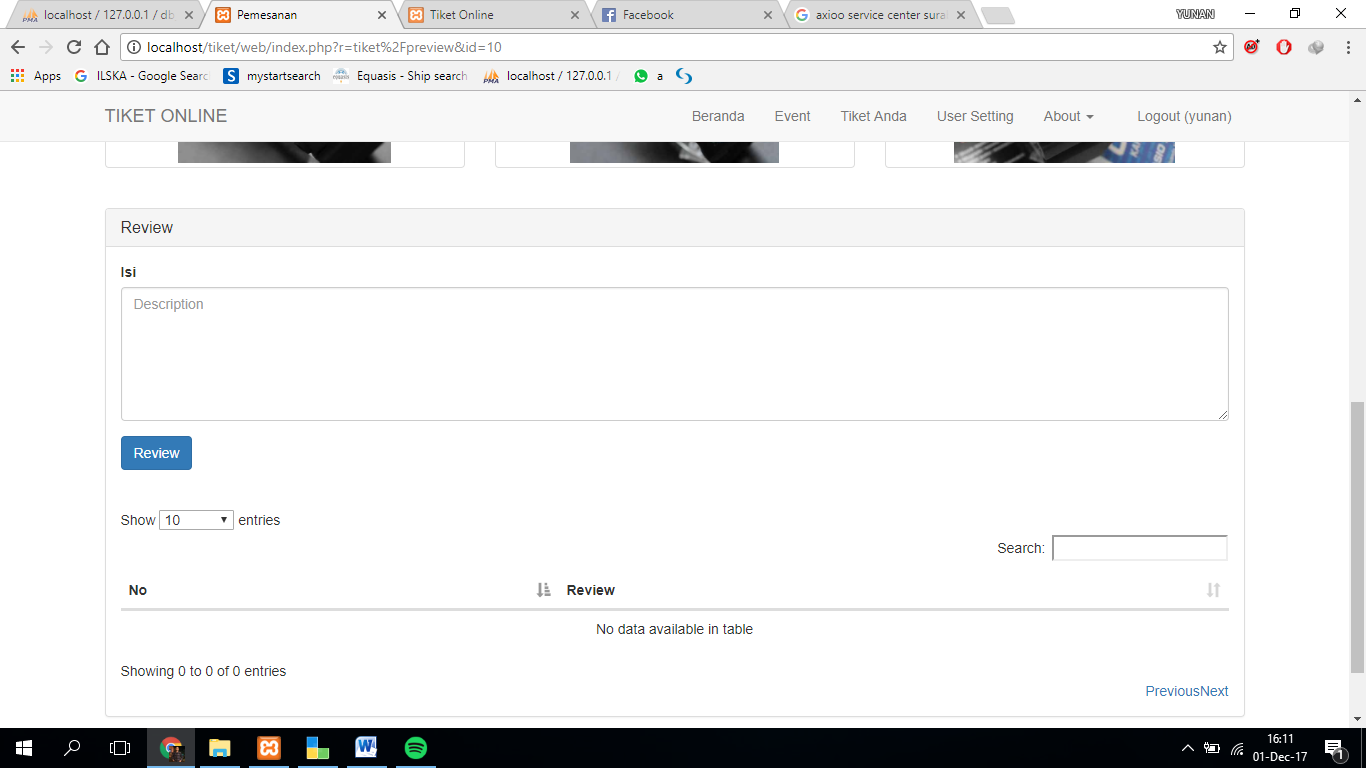 localhost / 127.0.0.1 / db
Pemesanan
Tiket Online
Facebook
axioo service center sura
YUNAN
localhost/tiket/web/index.php?r=tiket%2Fpreview&id=10
Apps
ILSKA - Google Searc
mystartsearch
Equasis - Ship search
localhost / 127.0.0.1 /
a
TIKET ONLINE
Beranda
Event
Tiket Anda
User Setting
About
Logout (yunan)
Review
Isi
Description
Review
Show 10 entries
Search:
No
Review
No data available in table
Showing 0 to 0 of 0 entries
PreviousNext
16:11
01-Dec-17
1